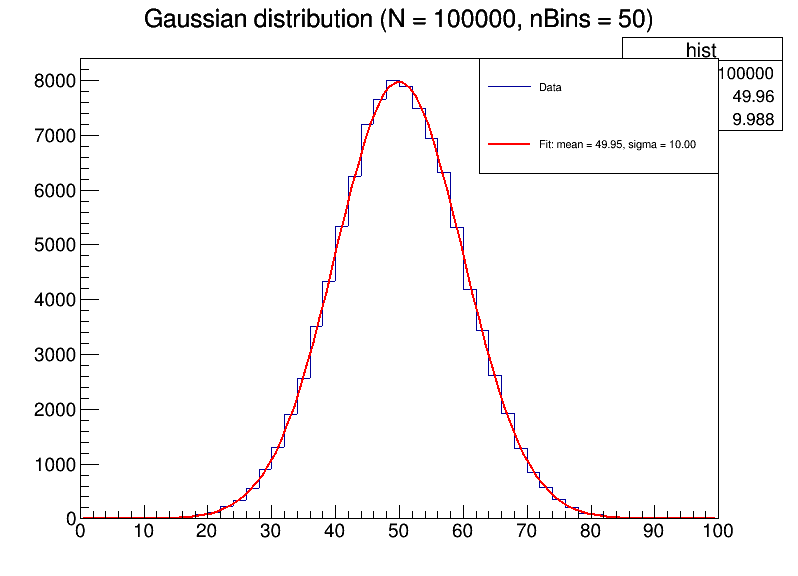 Gaussian distribution (N = 100000, nBins = 50)
hist
100000
49.96
9.988
Data
Fit: mean = 49.95, sigma = 10.00
8000
7000
6000
5000
4000
3000
2000
1000
0
0 10 20 30 40 50 60 70 80 90 100